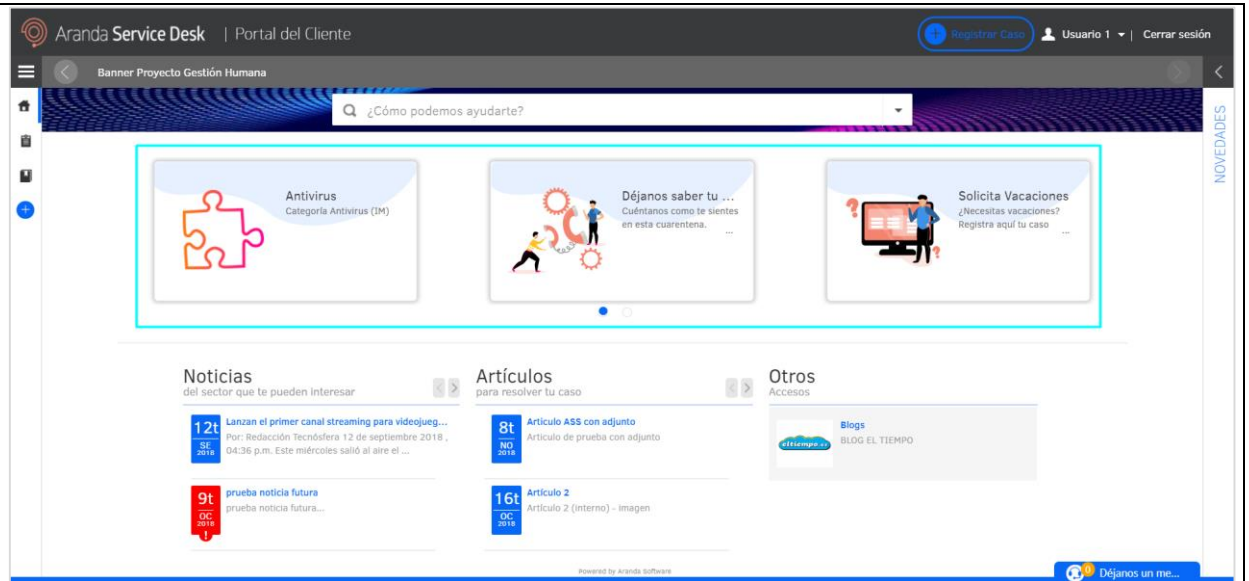 Aranda Service Desk | Portal del Cliente
Registrar Caso
Usuario 1 | Cerrar sesión
Banner Proyecto Gestión Humana
¿Cómo podemos ayudarte?
NOVEDADES
Antivirus
Categoría Antivirus (IM)
Déjanos saber tu ...
Cuéntanos como te sientes
en esta cuarentena.
...
Solicita Vacaciones
¿Necesitas vacaciones?
Registra aquí tu caso
...
Noticias
del sector que te pueden interesar
12t
SE
2018
Lanzan el primer canal streaming para videojueg...
Por: Redacción Tecnósfera 12 de septiembre 2018 ,
04:36 p.m. Este miércoles salió al aire el ...
9t
OC
2018
!
prueba noticia futura
prueba noticia futura...
Artículos
para resolver tu caso
8t
NO
2018
Articulo ASS con adjunto
Articulo de prueba con adjunto
16t
OC
2018
Artículo 2
Artículo 2 (interno) - imagen
Otros
Accesos
eltiempo.co
Blogs
BLOG EL TIEMPO
Powered by Aranda Software
0
Déjanos un me...